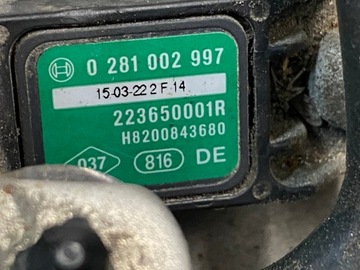 0 281 002 997
15-03-22 2 F 14
223650001R
H8200843680
037 816 DE